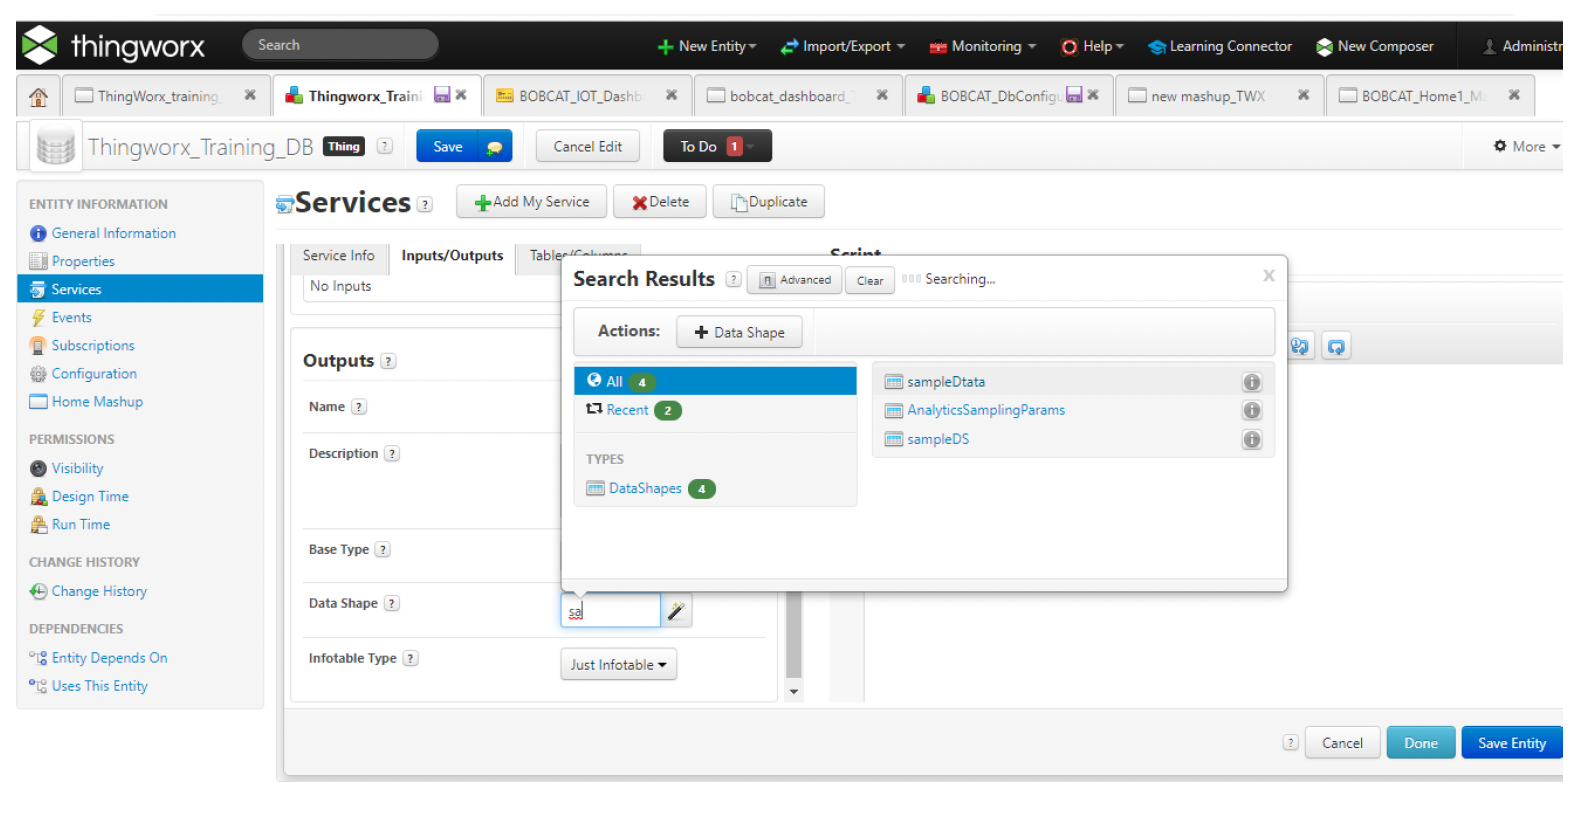 thingworx Search New Entity Import/Export Monitoring Help Learning Connector New Composer Administr
ThingWorx_training_ Thingworx_Traini BOBCAT_IOT_Dashb bobcat_dashboard_ BOBCAT_DbConfigu new mashup_TWX BOBCAT_Home1_Ma
Thingworx_Training_DB Thing ? Save Cancel Edit To Do 1 More
ENTITY INFORMATION
General Information
Properties
Services
Events
Subscriptions
Configuration
Home Mashup
PERMISSIONS
Visibility
Design Time
Run Time
CHANGE HISTORY
Change History
DEPENDENCIES
Entity Depends On
Uses This Entity
Services ? Add My Service Delete Duplicate
Service Info Inputs/Outputs Tables/Columns Script
No Inputs
Outputs ?
Name ?
Description ?
Base Type ?
Data Shape ? sa
Infotable Type ? Just Infotable
Search Results ? Advanced Clear Searching... X
Actions: Data Shape
All 4
Recent 2
TYPES
DataShapes 4
sampleDtata
AnalyticsSamplingParams
sampleDS
? Cancel Done Save Entity